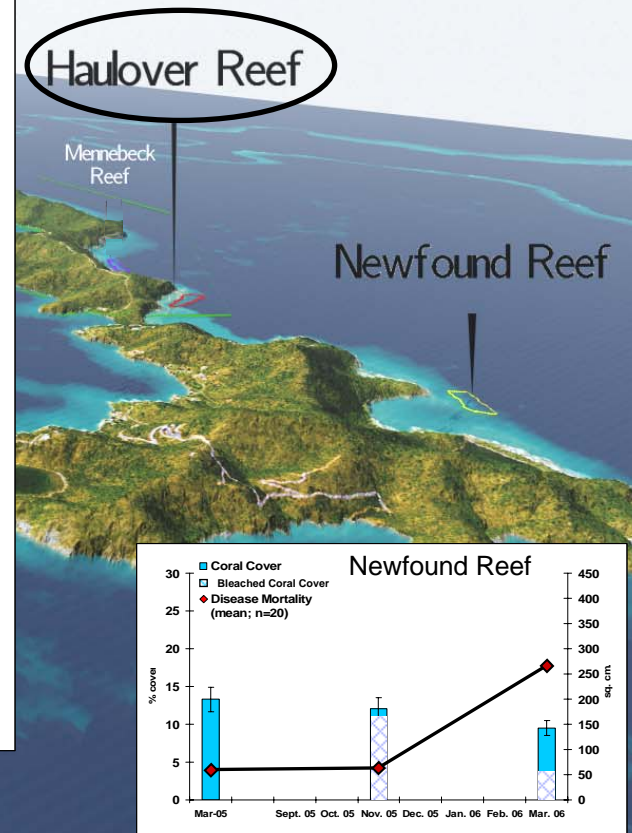 Haulover Reef
Mennebeck
Reef
Newfound Reef
Newfound Reef
Coral Cover
Bleached Coral Cover
Disease Mortality
(mean; n=20)
30
25
20
15
10
5
0
% cover
450
400
350
300
250
200
150
100
50
0
sq. cm.
Mar-05 Sept. 05 Oct. 05 Nov. 05 Dec. 05 Jan. 06 Feb. 06 Mar. 06